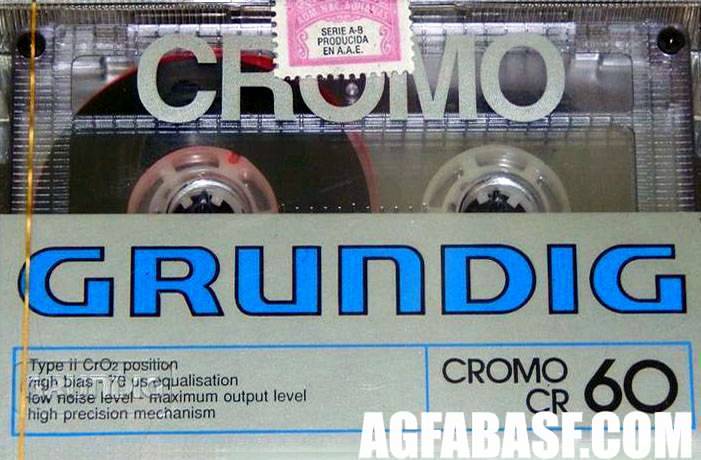 SERIE A-B
PRODUCIDA
EN A.A.E.
CROMO
GRUNDIG
Type II CrO2 position
high bias - 70 us equalisation
low noise level - maximum output level
high precision mechanism
CROMO
CR 60
AGFABASF.COM